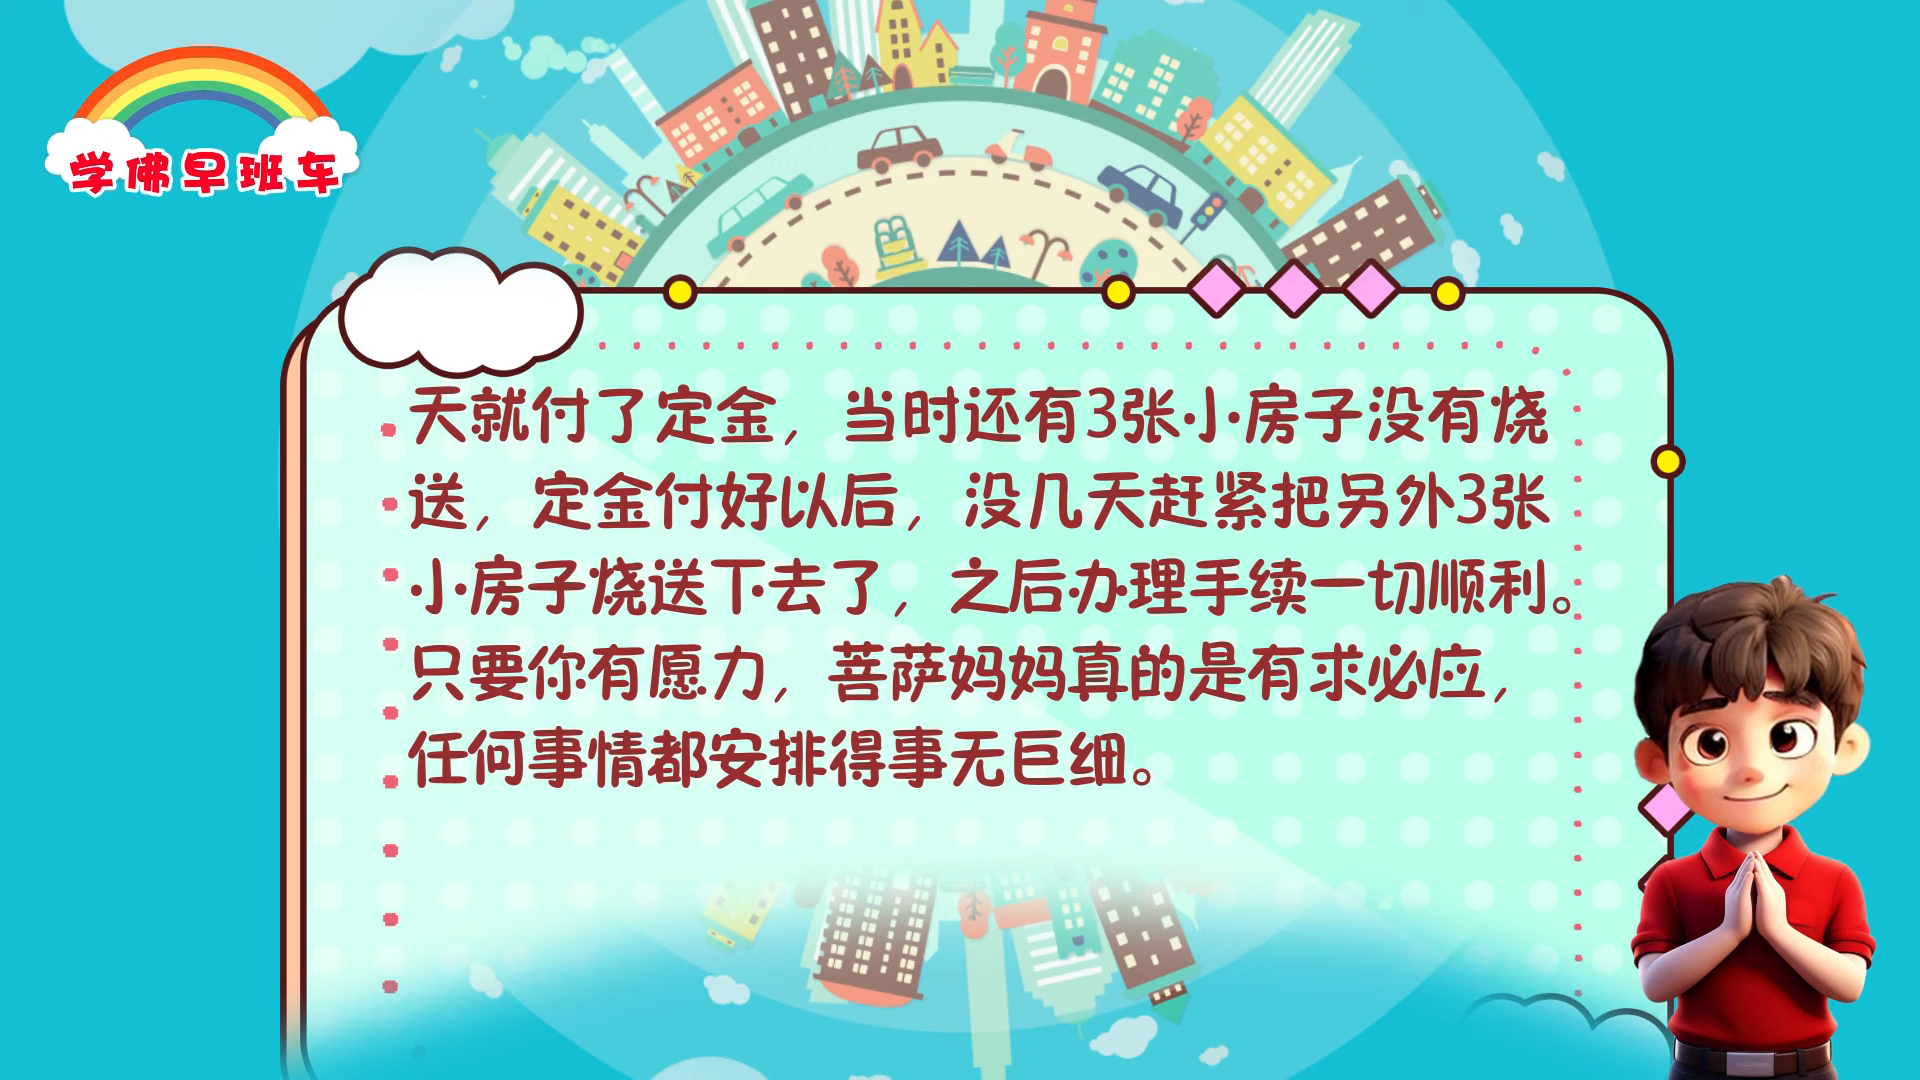 学佛早班车
天就付了定金，当时还有3张小房子没有烧
送，定金付好以后，没几天赶紧把另外3张
小房子烧送下去了，之后办理手续一切顺利。
只要你有愿力，菩萨妈妈真的是有求必应，
任何事情都安排得事无巨细。